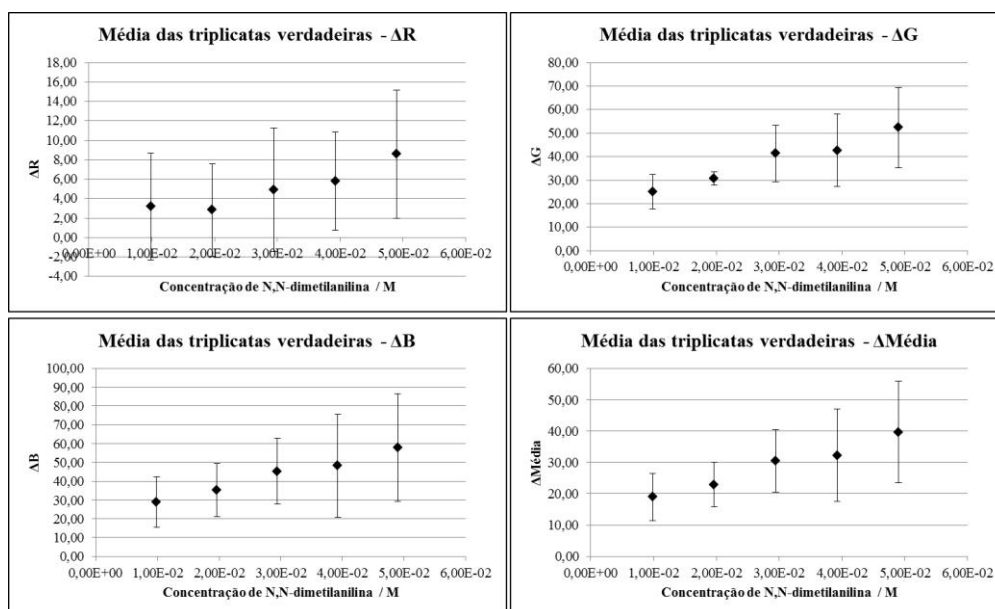 Média das triplicatas verdadeiras - ΔR
18,00
16,00
14,00
12,00
10,00
8,00
6,00
4,00
2,00
0,00
-2,00
-4,00
ΔR
0,00E+00 1,00E-02 2,00E-02 3,00E-02 4,00E-02 5,00E-02 6,00E-02
Concentração de N,N-dimetilanilina / M
Média das triplicatas verdadeiras - ΔG
80,00
70,00
60,00
50,00
40,00
30,00
20,00
10,00
0,00
ΔG
0,00E+00 1,00E-02 2,00E-02 3,00E-02 4,00E-02 5,00E-02 6,00E-02
Concentração de N,N-dimetilanilina / M
Média das triplicatas verdadeiras - ΔB
100,00
90,00
80,00
70,00
60,00
50,00
40,00
30,00
20,00
10,00
0,00
ΔB
0,00E+00 1,00E-02 2,00E-02 3,00E-02 4,00E-02 5,00E-02 6,00E-02
Concentração de N,N-dimetilanilina / M
Média das triplicatas verdadeiras - ΔMédia
60,00
50,00
40,00
30,00
20,00
10,00
0,00
ΔMédia
0,00E+00 1,00E-02 2,00E-02 3,00E-02 4,00E-02 5,00E-02 6,00E-02
Concentração de N,N-dimetilanilina / M